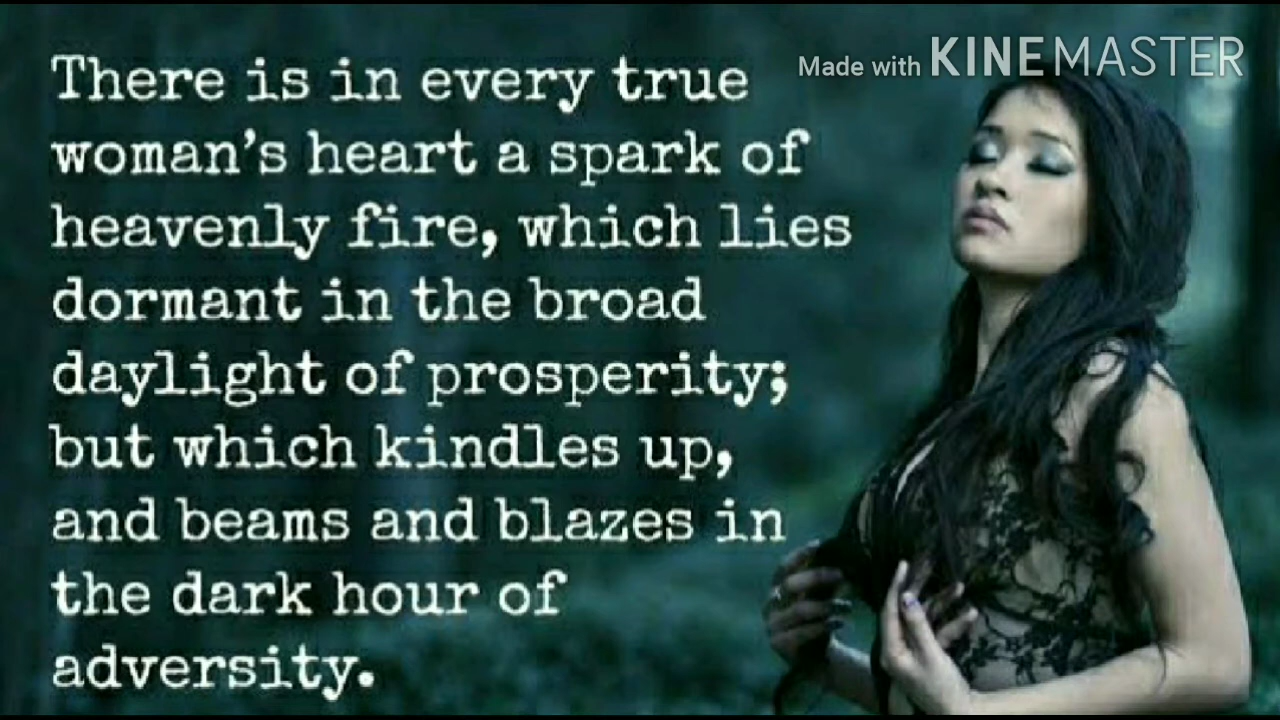 Made with KINEMASTER
There is in every true
woman's heart a spark of
heavenly fire, which lies
dormant in the broad
daylight of prosperity;
but which kindles up,
and beams and blazes in
the dark hour of
adversity.